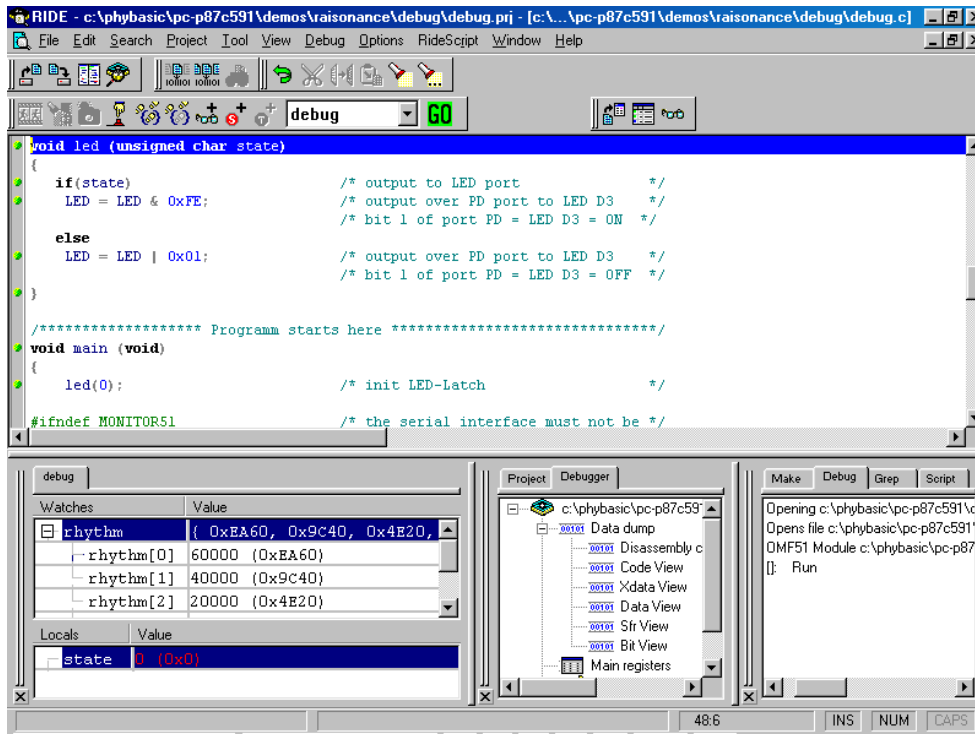 RIDE - c:\phybasic\pc-p87c591\demos\raisonance\debug\debug.prj - [c:\...\pc-p87c591\demos\raisonance\debug\debug.c]
File Edit Search Project Tool View Debug Options RideScript Window Help
debug GO
void led (unsigned char state)
{
if(state) /* output to LED port */
LED = LED & 0xFE; /* output over PD port to LED D3 */
/* bit 1 of port PD = LED D3 = ON */
else
LED = LED | 0x01; /* output over PD port to LED D3 */
/* bit 1 of port PD = LED D3 = OFF */
}
/******************* Programm starts here *******************************/
void main (void)
{
led(0); /* init LED-Latch */
#ifndef MONITOR51 /* the serial interface must not be */
debug
Watches Value
rhythm { 0xEA60, 0x9C40, 0x4E20,
rhythm[0] 60000 (0xEA60)
rhythm[1] 40000 (0x9C40)
rhythm[2] 20000 (0x4E20)
Locals Value
state 0 (0x0)
Project Debugger
c:\phybasic\pc-p87c59
Data dump
Disassembly c
Code View
Xdata View
Data View
Sfr View
Bit View
Main registers
Make Debug Grep Script
Opening c:\phybasic\pc-p87c591\
Opens file c:\phybasic\pc-p87c591\
OMF51 Module c:\phybasic\pc-p87
[]: Run
48:6 INS NUM CAPS